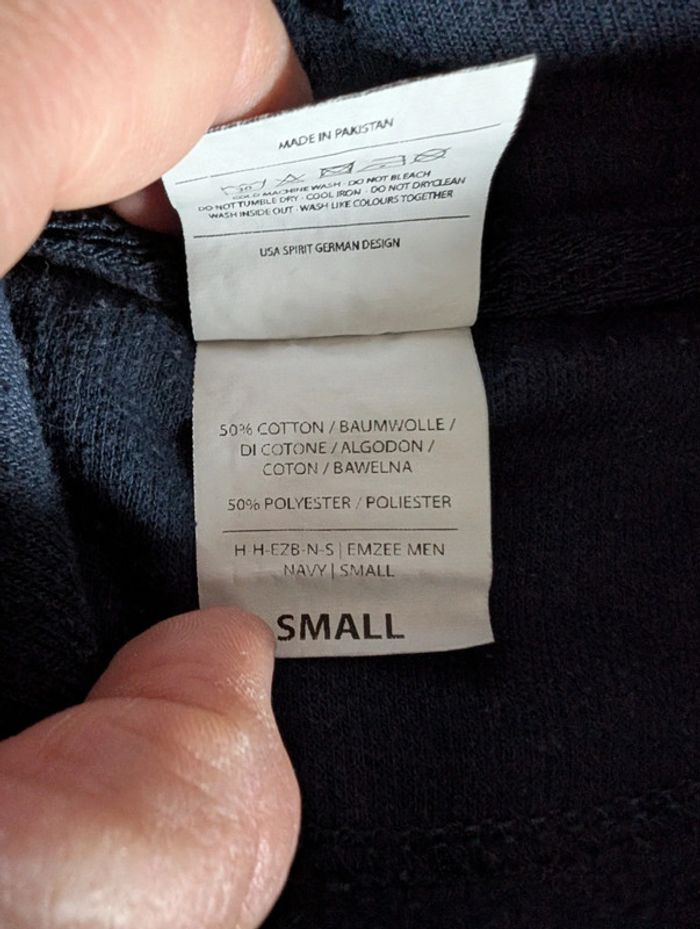 MADE IN PAKISTAN
30
COLD MACHINE WASH · DO NOT BLEACH
DO NOT TUMBLE DRY · COOL IRON · DO NOT DRYCLEAN
WASH INSIDE OUT · WASH LIKE COLOURS TOGETHER
USA SPIRIT GERMAN DESIGN
50% COTTON / BAUMWOLLE /
DI COTONE / ALGODON /
COTON / BAWELNA
50% POLYESTER / POLIESTER
H H-EZB-N-S | EMZEE MEN
NAVY | SMALL
SMALL